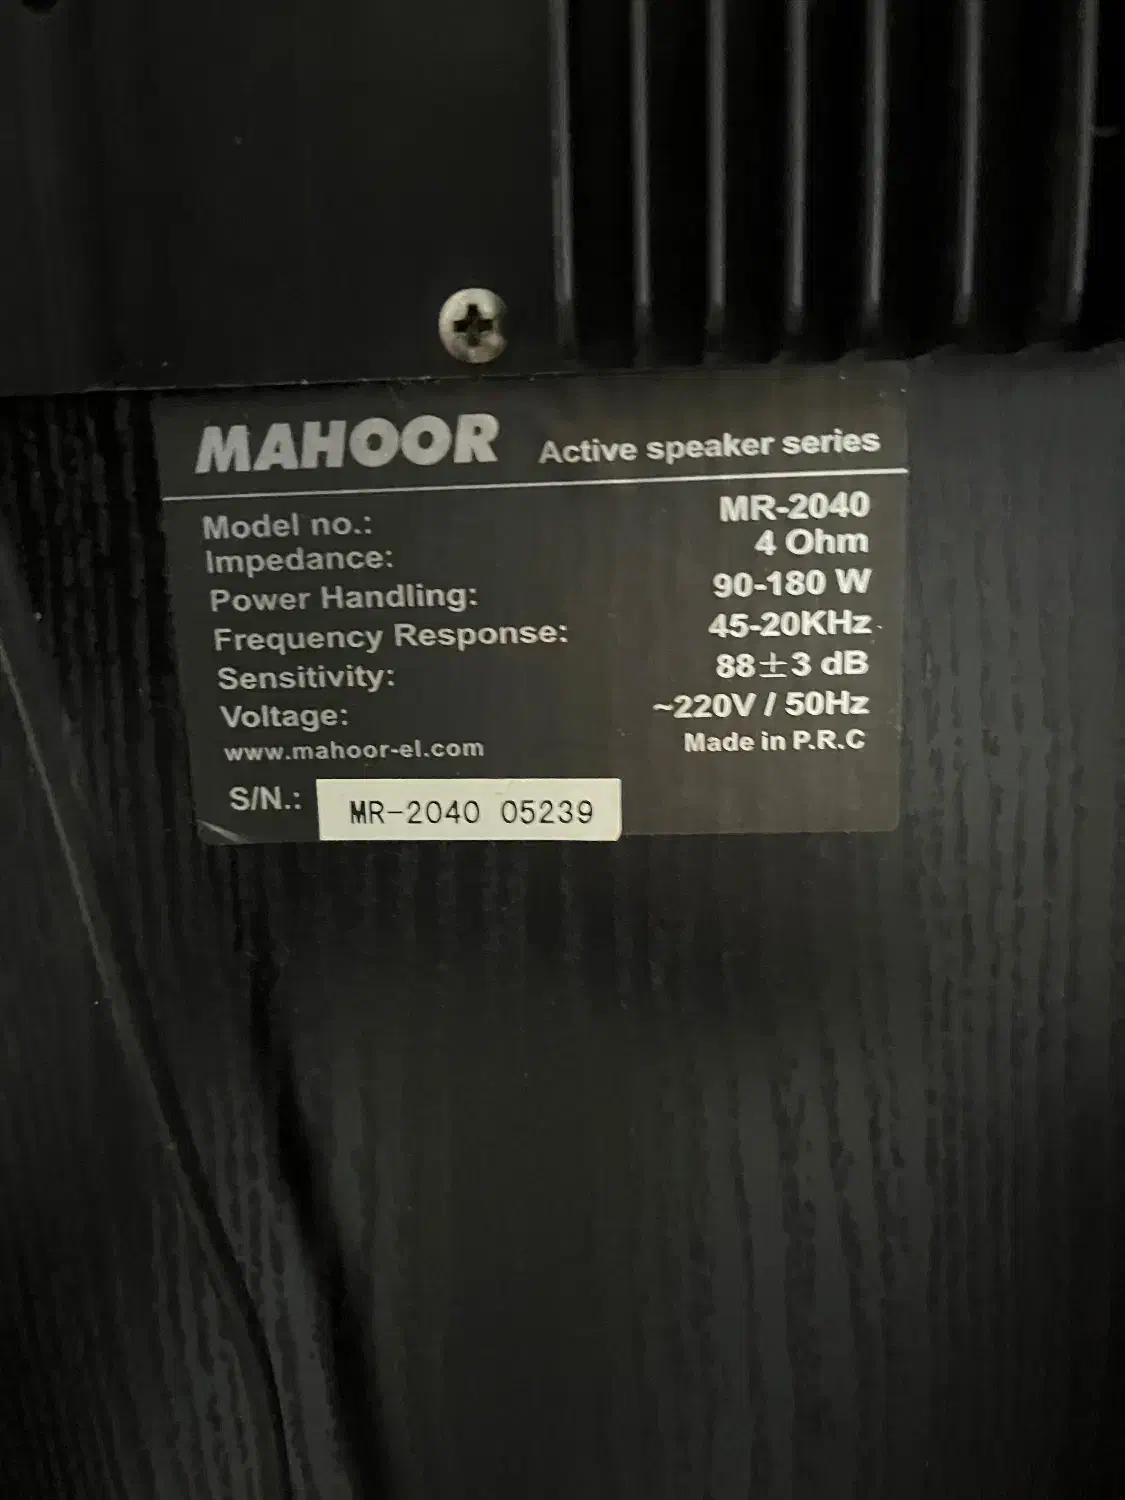 MAHOOR Active speaker series
Model no.: MR-2040
Impedance: 4 Ohm
Power Handling: 90-180 W
Frequency Response: 45-20KHz
Sensitivity: 88±3 dB
Voltage: ~220V / 50Hz
www.mahoor-el.com Made in P.R.C
S/N.: MR-2040 05239